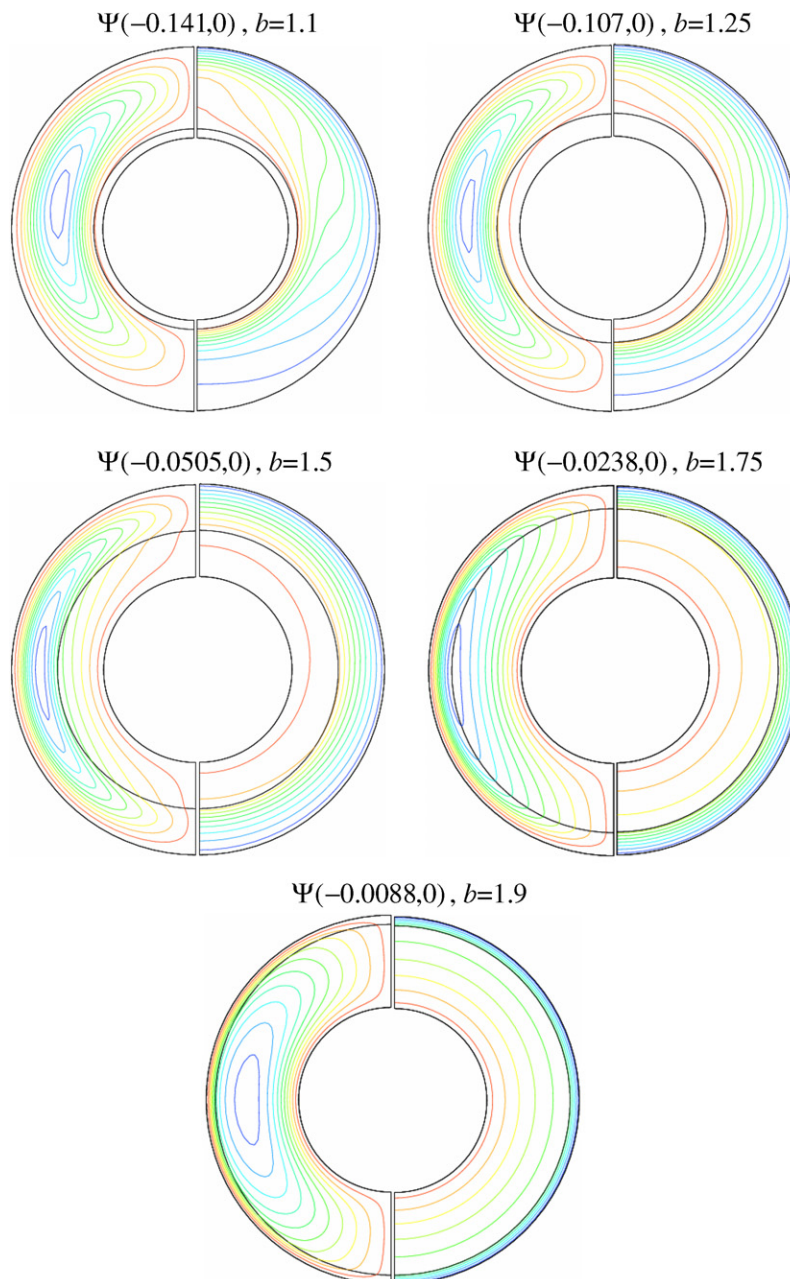 Ψ(−0.141,0) , b=1.1
Ψ(−0.107,0) , b=1.25
Ψ(−0.0505,0) , b=1.5
Ψ(−0.0238,0) , b=1.75
Ψ(−0.0088,0) , b=1.9